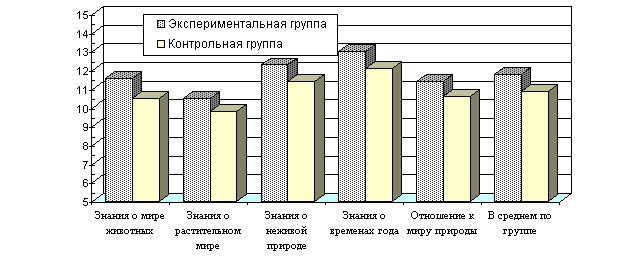 15
14
13
12
11
10
9
8
7
6
5
Экспериментальная группа
Контрольная группа
Знания о мире
животных
Знания о
растительном
мире
Знания о
неживой
природе
Знания о
временах года
Отношение к
миру природы
В среднем по
группе